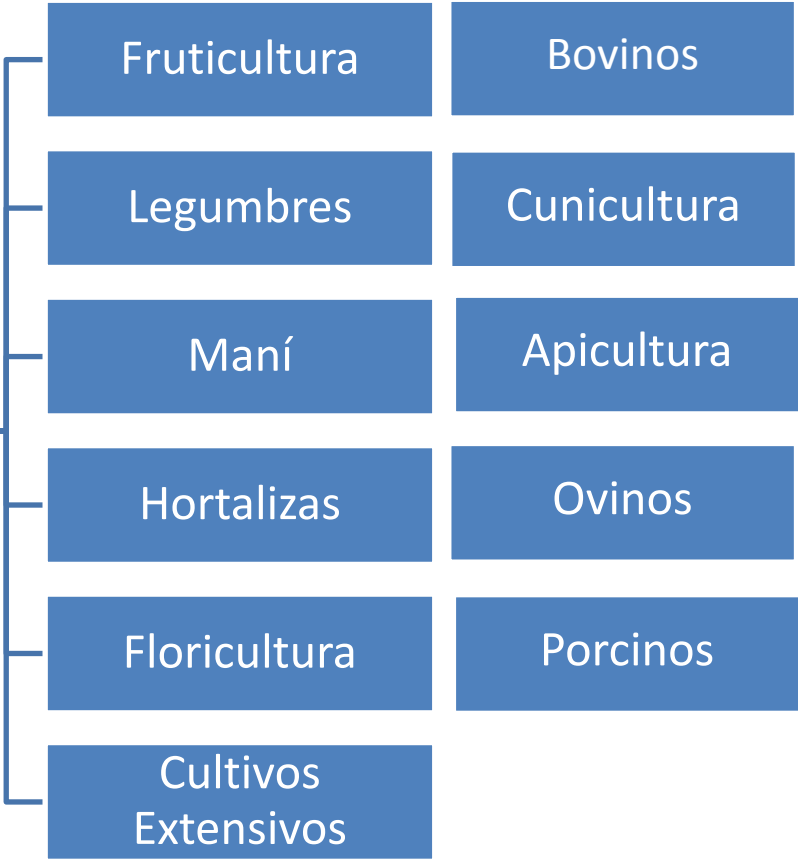 Fruticultura
Bovinos
Legumbres
Cunicultura
Maní
Apicultura
Hortalizas
Ovinos
Floricultura
Porcinos
Cultivos
Extensivos